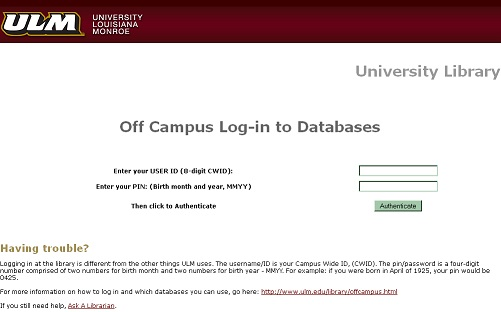 ULM UNIVERSITY
LOUISIANA
MONROE
University Library
Off Campus Log-in to Databases
Enter your USER ID (8-digit CWID):
Enter your PIN: (Birth month and year, MMYY)
Then click to Authenticate
Authenticate
Having trouble?
Logging in at the library is different from the other things ULM uses. The username/ID is your Campus Wide ID, (CWID). The pin/password is a four-digit
number comprised of two numbers for birth month and two numbers for birth year - MMYY. For example: if you were born in April of 1925, your pin would be
0425.
For more information on how to log in and which databases you can use, go here: http://www.ulm.edu/library/offcampus.html
If you still need help, Ask A Librarian.